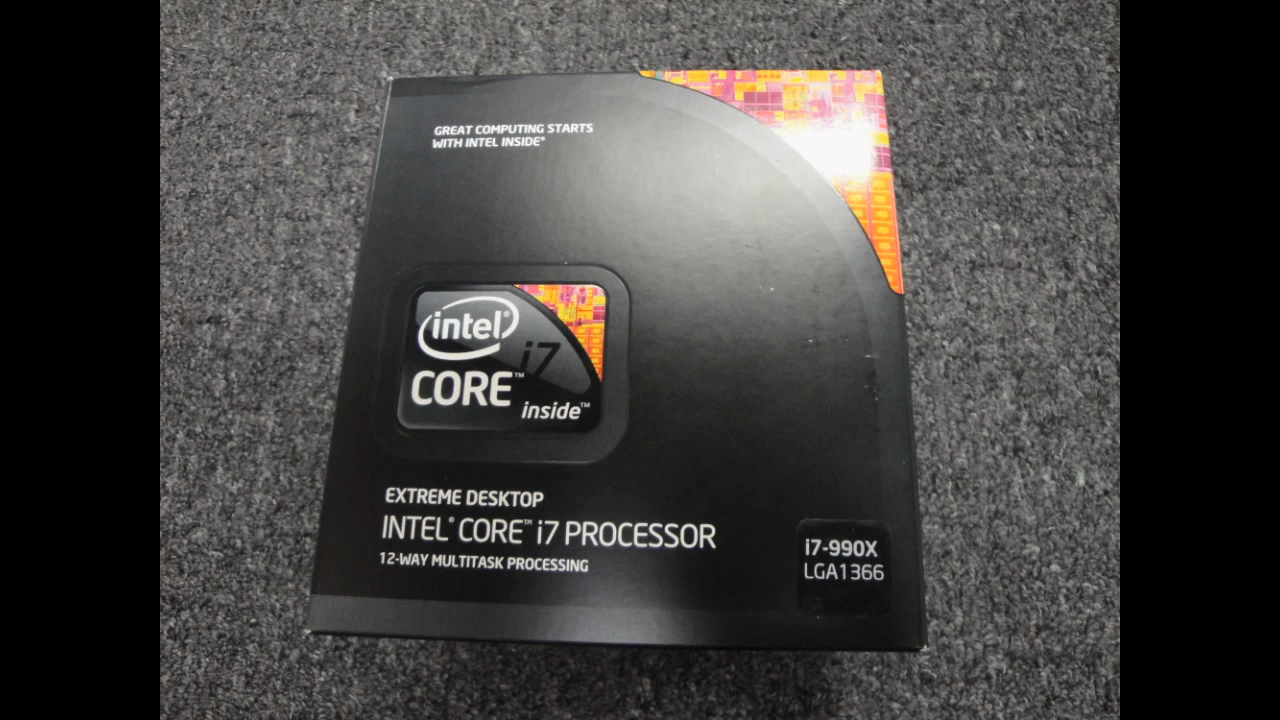 GREAT COMPUTING STARTS
WITH INTEL INSIDE®
intel®
i7
CORE™
inside™
EXTREME DESKTOP
INTEL® CORE™ i7 PROCESSOR
12-WAY MULTITASK PROCESSING
i7-990X
LGA1366